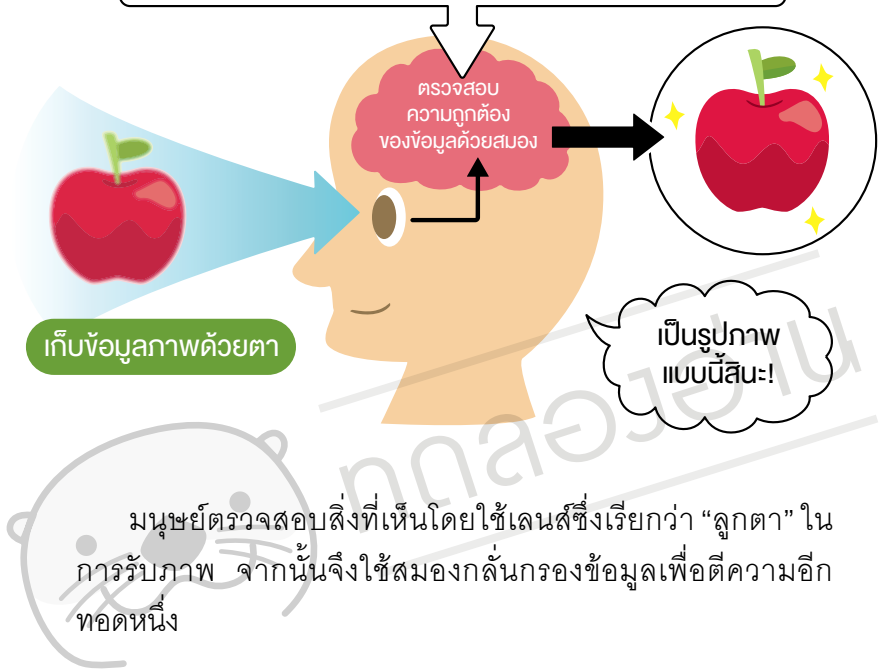 ตรวจสอบ
ความถูกต้อง
ของข้อมูลด้วยสมอง
เก็บข้อมูลภาพด้วยตา
เป็นรูปภาพ
แบบนี้สินะ!
ทดลองอ่าน
มนุษย์ตรวจสอบสิ่งที่เห็นโดยใช้เลนส์ซึ่งเรียกว่า “ลูกตา” ใน
การรับภาพ จากนั้นจึงใช้สมองกลั่นกรองข้อมูลเพื่อตีความอีก
ทอดหนึ่ง